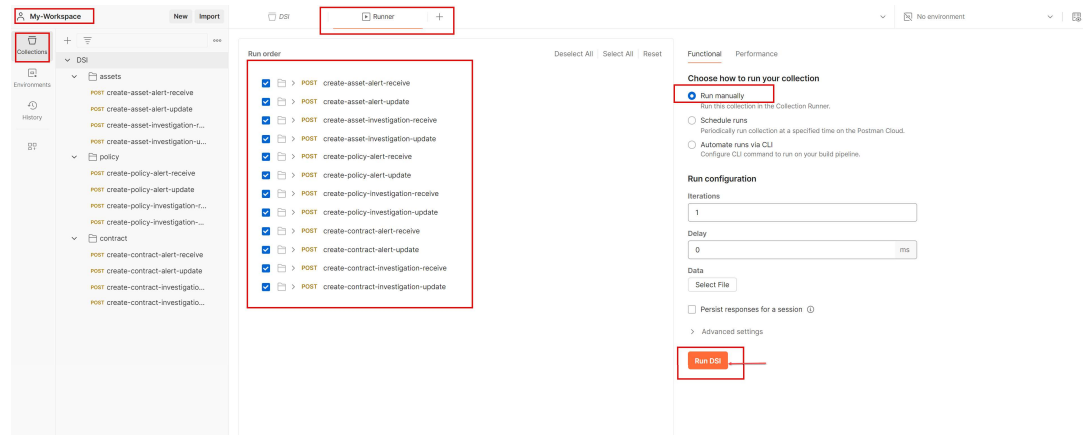 My-Workspace
New
Import
DSI
Runner
No environment
Collections
Environments
History
DSI
assets
POST create-asset-alert-receive
POST create-asset-alert-update
POST create-asset-investigation-r...
POST create-asset-investigation-u...
policy
POST create-policy-alert-receive
POST create-policy-alert-update
POST create-policy-investigation-r...
POST create-policy-investigation-...
contract
POST create-contract-alert-receive
POST create-contract-alert-update
POST create-contract-investigatio...
POST create-contract-investigatio...
Run order
Deselect All
Select All
Reset
POST create-asset-alert-receive
POST create-asset-alert-update
POST create-asset-investigation-receive
POST create-asset-investigation-update
POST create-policy-alert-receive
POST create-policy-alert-update
POST create-policy-investigation-receive
POST create-policy-investigation-update
POST create-contract-alert-receive
POST create-contract-alert-update
POST create-contract-investigation-receive
POST create-contract-investigation-update
Functional
Performance
Choose how to run your collection
Run manually
Run this collection in the Collection Runner.
Schedule runs
Periodically run collection at a specified time on the Postman Cloud.
Automate runs via CLI
Configure CLI command to run on your build pipeline.
Run configuration
Iterations
1
Delay
0
ms
Data
Select File
Persist responses for a session
Advanced settings
Run DSI